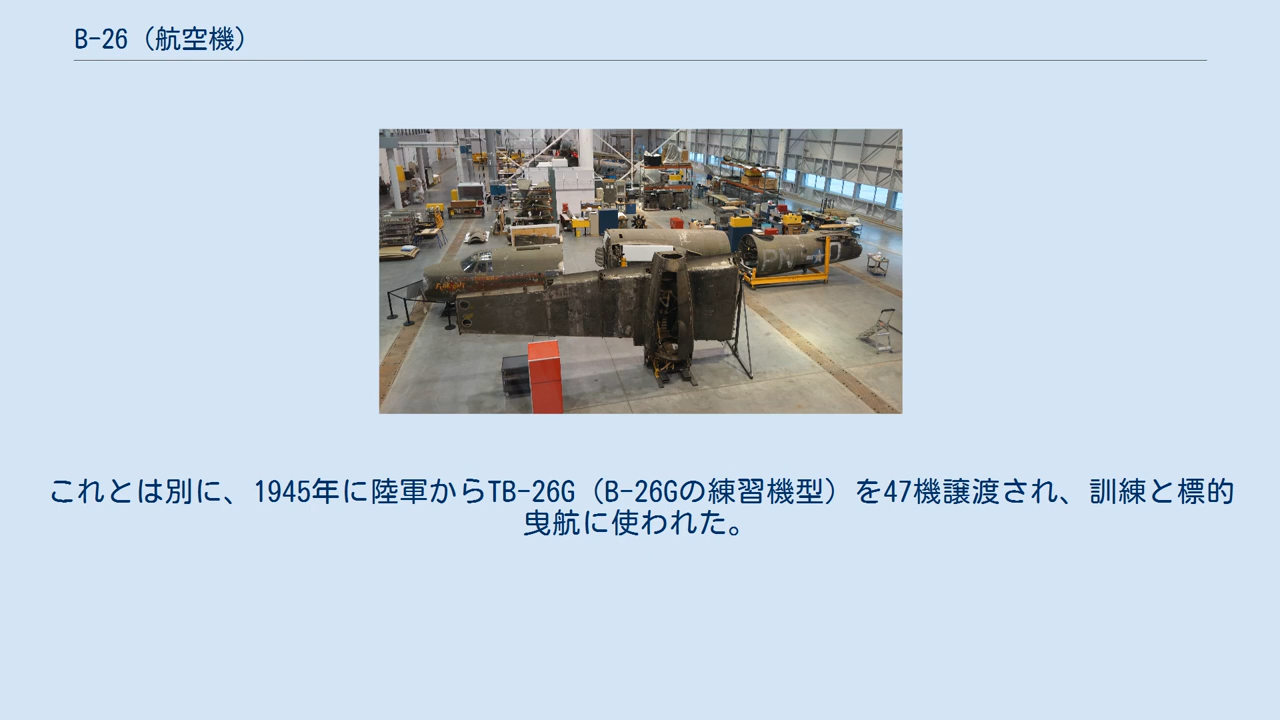 B-26（航空機）
PN
これとは別に、1945年に陸軍からTB-26G（B-26Gの練習機型）を47機譲渡され、訓練と標的
曳航に使われた。